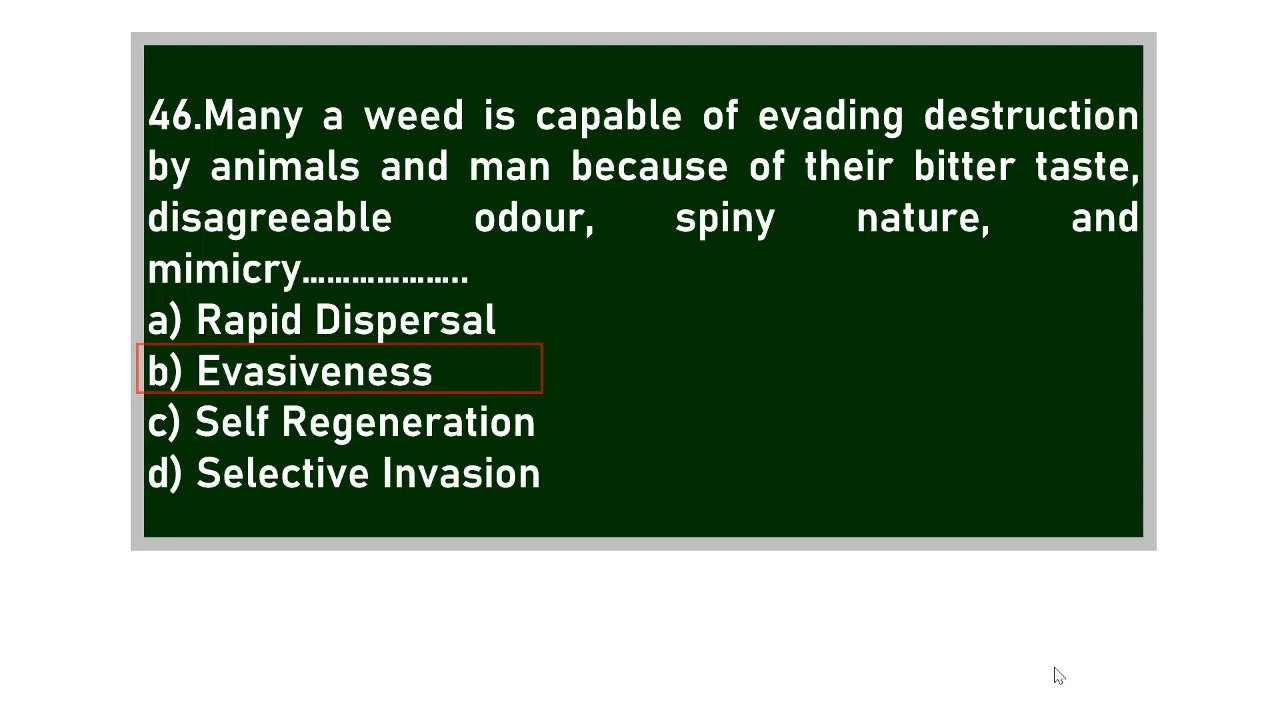 46.Many a weed is capable of evading destruction
by animals and man because of their bitter taste,
disagreeable odour, spiny nature, and
mimicry………………..
a) Rapid Dispersal
b) Evasiveness
c) Self Regeneration
d) Selective Invasion